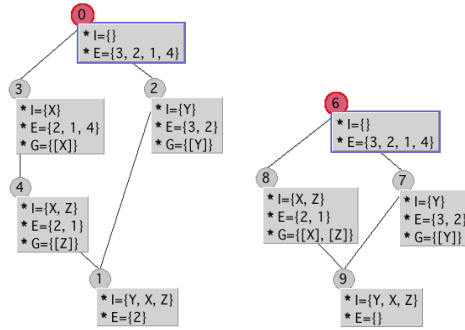 0
* I={}
* E={3, 2, 1, 4}
3
* I={X}
* E={2, 1, 4}
* G={[X]}
2
* I={Y}
* E={3, 2}
* G={[Y]}
4
* I={X, Z}
* E={2, 1}
* G={[Z]}
1
* I={Y, X, Z}
* E={2}
6
* I={}
* E={3, 2, 1, 4}
8
* I={X, Z}
* E={2, 1}
* G={[X], [Z]}
7
* I={Y}
* E={3, 2}
* G={[Y]}
9
* I={Y, X, Z}
* E={}